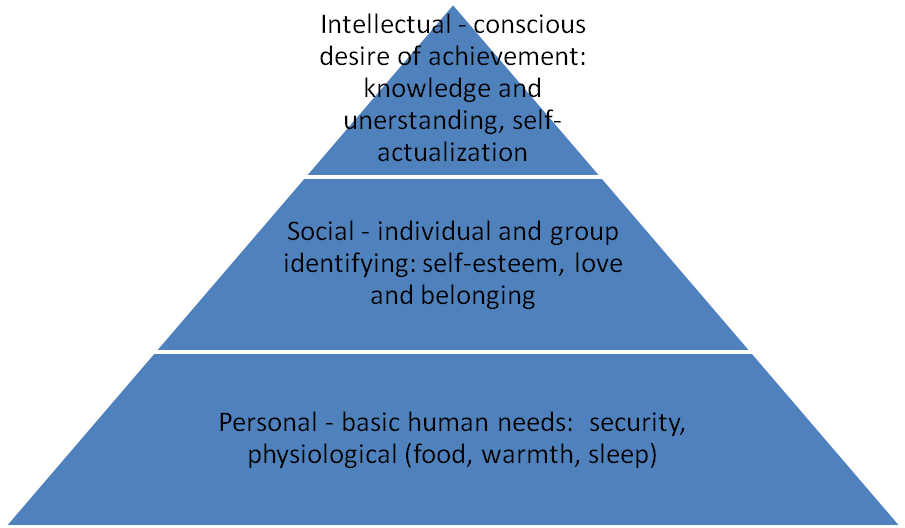 Intellectual - conscious
desire of achievement:
knowledge and
unerstanding, self-
actualization
Social - individual and group
identifying: self-esteem, love
and belonging
Personal - basic human needs:  security,
physiological (food, warmth, sleep)